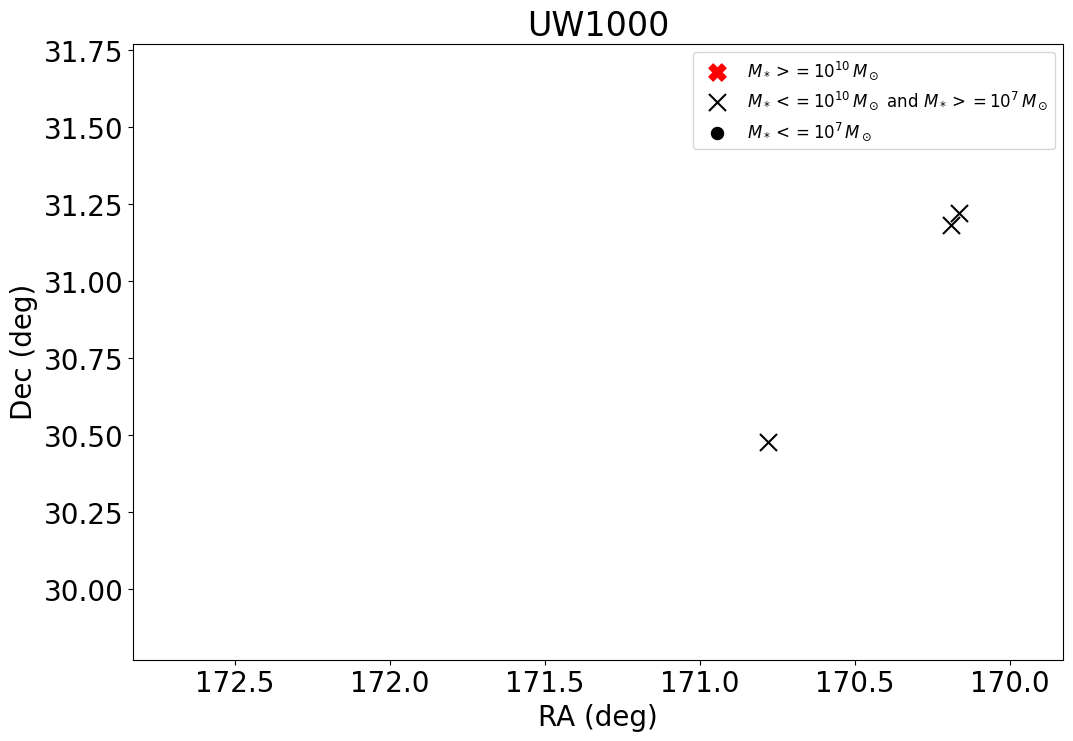 UW1000
31.75
31.50
31.25
31.00
30.75
30.50
30.25
30.00
Dec (deg)
M* >= 10^10 M⊙
M* <= 10^10 M⊙ and M* >= 10^7 M⊙
M* <= 10^7 M⊙
172.5 172.0 171.5 171.0 170.5 170.0
RA (deg)